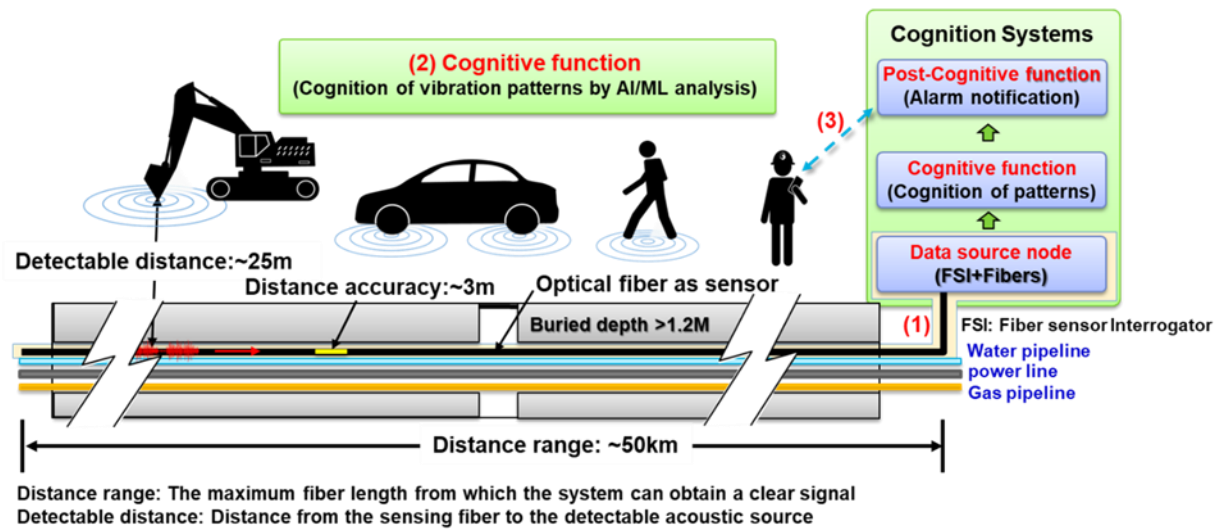 (2) Cognitive function
(Cognition of vibration patterns by AI/ML analysis)
Cognition Systems
Post-Cognitive function
(Alarm notification)
(3)
Cognitive function
(Cognition of patterns)
Data source node
(FSI+Fibers)
Detectable distance:~25m
Distance accuracy:~3m
Optical fiber as sensor
Buried depth >1.2M
(1)
FSI: Fiber sensor Interrogator
Water pipeline
power line
Gas pipeline
Distance range: ~50km
Distance range: The maximum fiber length from which the system can obtain a clear signal
Detectable distance: Distance from the sensing fiber to the detectable acoustic source